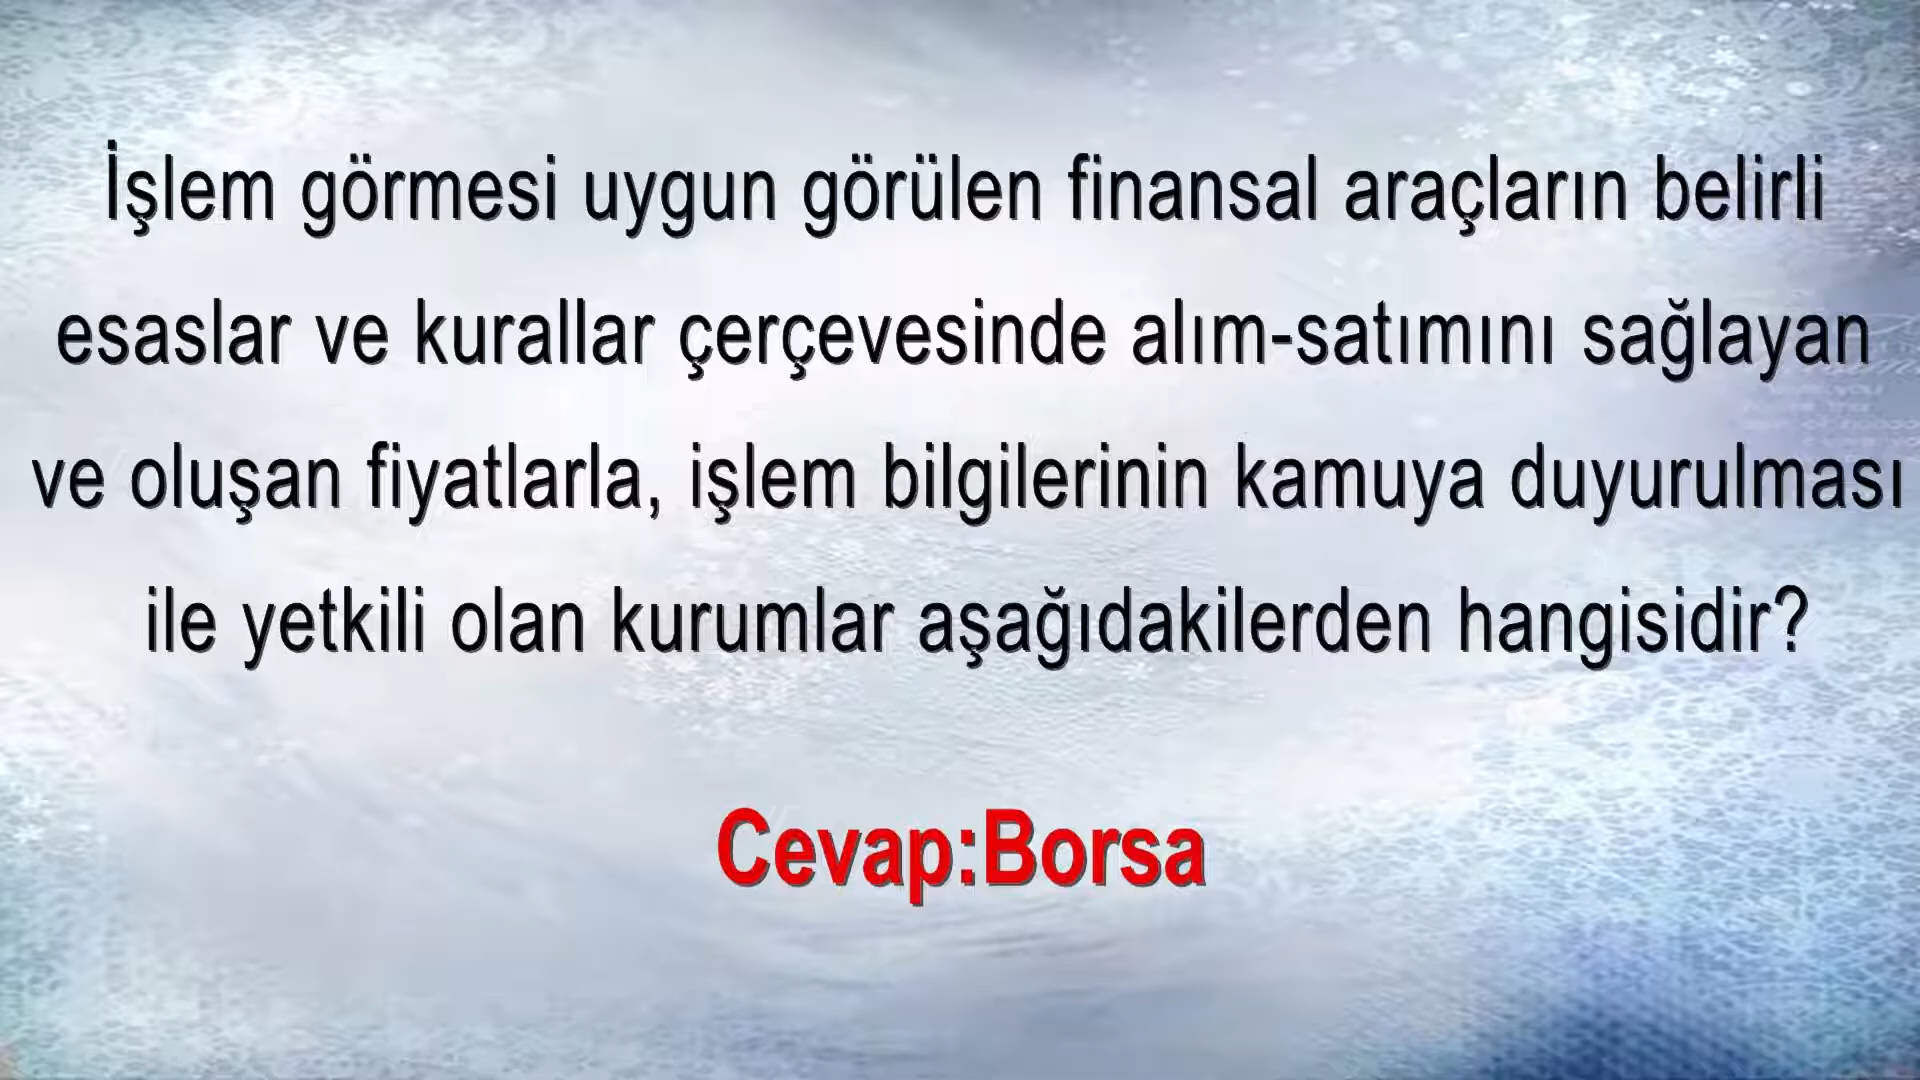 İşlem görmesi uygun görülen finansal araçların belirli
esaslar ve kurallar çerçevesinde alım-satımını sağlayan
ve oluşan fiyatlarla, işlem bilgilerinin kamuya duyurulması
ile yetkili olan kurumlar aşağıdakilerden hangisidir?
Cevap:Borsa